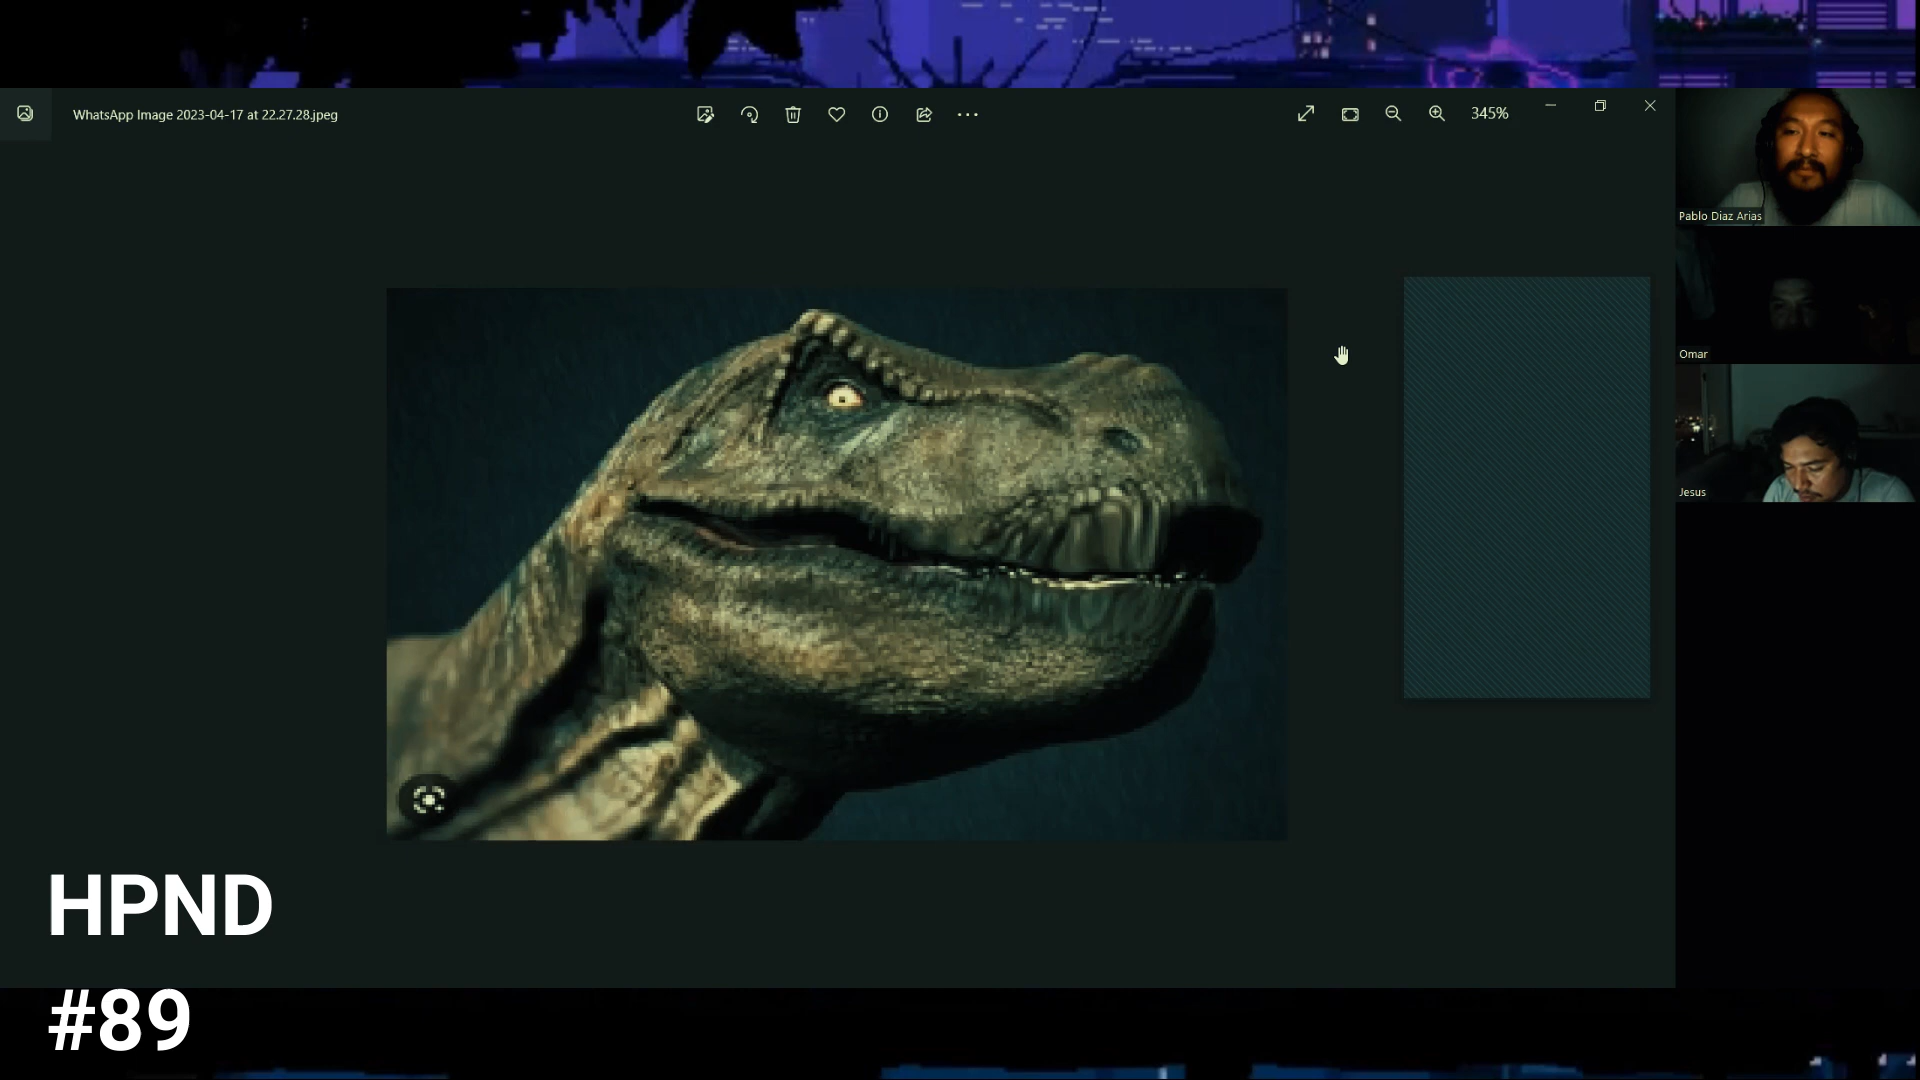 WhatsApp Image 2023-04-17 at 22.27.28.jpeg
345%
Pablo Diaz Arias
Omar
Jesus
HPND
#89